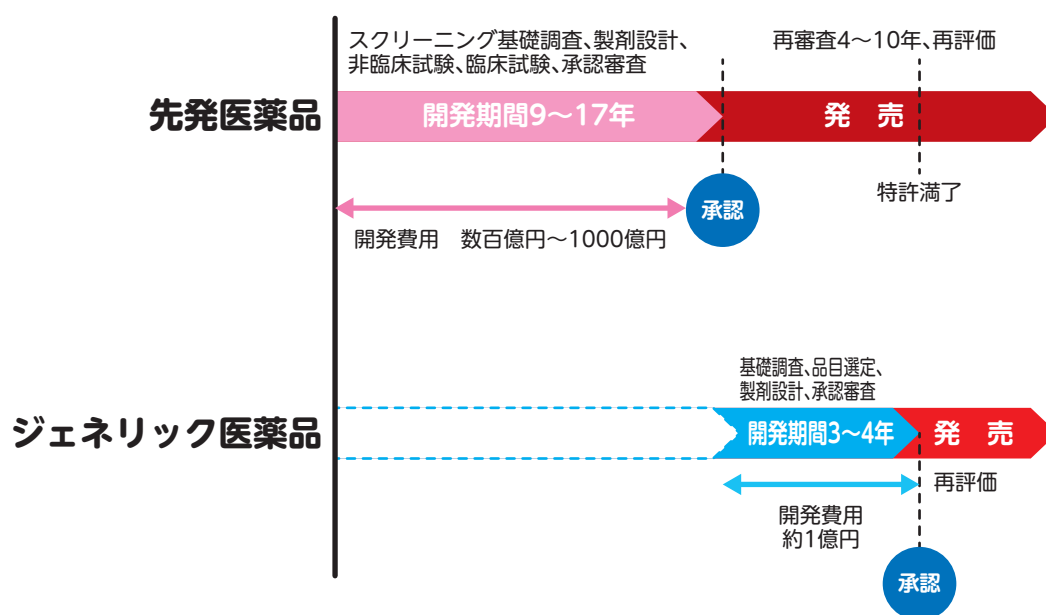 スクリーニング基礎調査、製剤設計、
非臨床試験、臨床試験、承認審査
再審査4〜10年、再評価
先発医薬品
開発期間9〜17年
発　売
特許満了
承認
開発費用　数百億円〜1000億円
基礎調査、品目選定、
製剤設計、承認審査
ジェネリック医薬品
開発期間3〜4年
発　売
再評価
開発費用
約1億円
承認